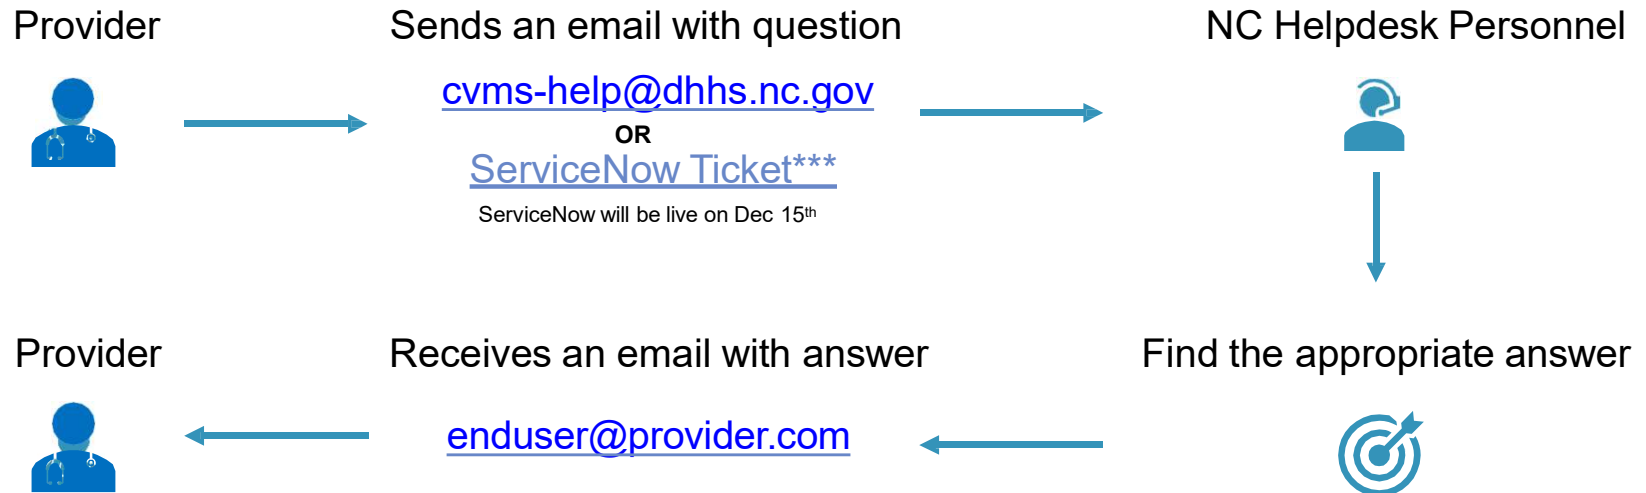 Provider
Sends an email with question
NC Helpdesk Personnel
cvms-help@dhhs.nc.gov
OR
ServiceNow Ticket***
ServiceNow will be live on Dec 15th
Provider
Receives an email with answer
Find the appropriate answer
enduser@provider.com